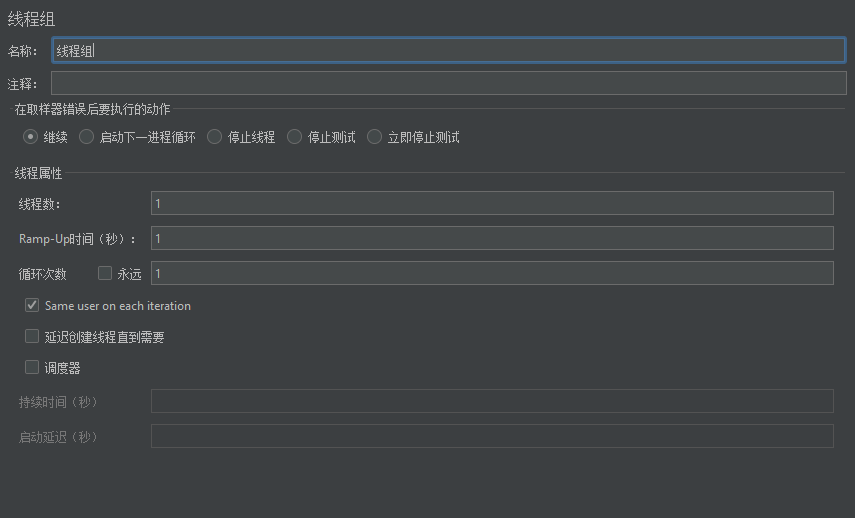 线程组
名称： 线程组
注释：
在取样器错误后要执行的动作
继续 启动下一进程循环 停止线程 停止测试 立即停止测试
线程属性
线程数： 1
Ramp-Up时间（秒）： 1
循环次数 永远 1
Same user on each iteration
延迟创建线程直到需要
调度器
持续时间（秒）
启动延迟（秒）